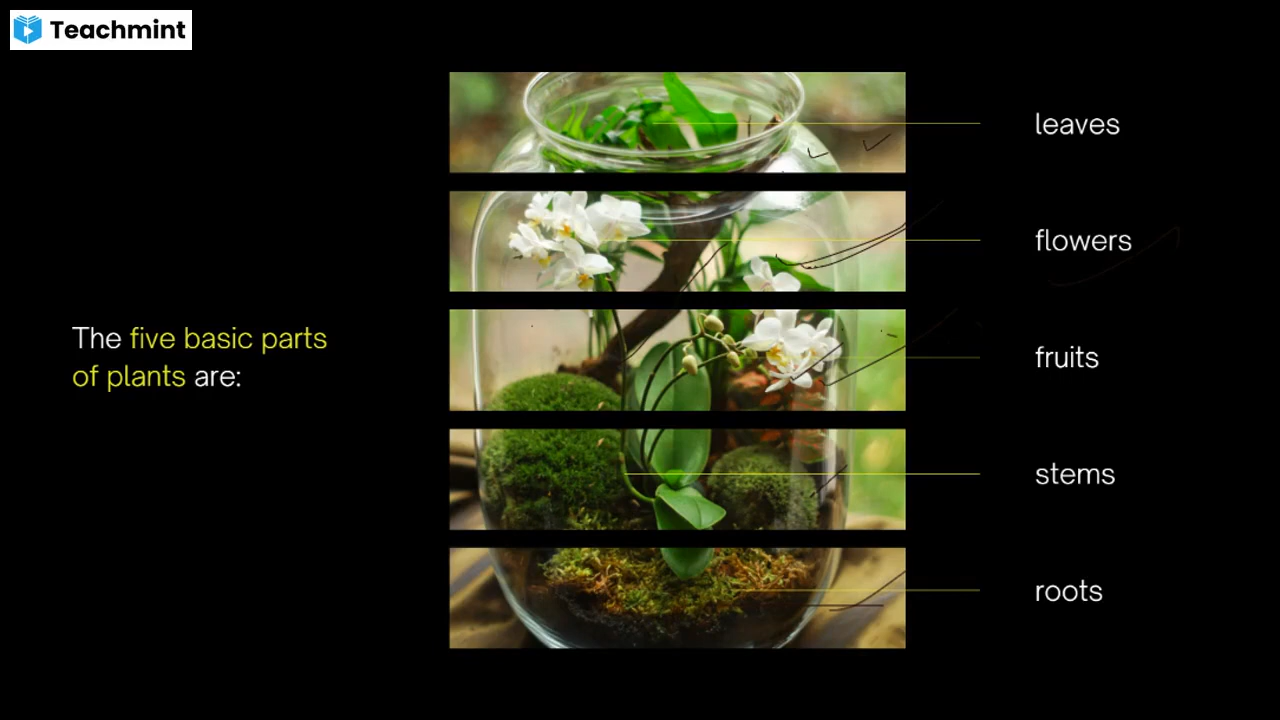 Teachmint
The five basic parts
of plants are:
leaves
flowers
fruits
stems
roots